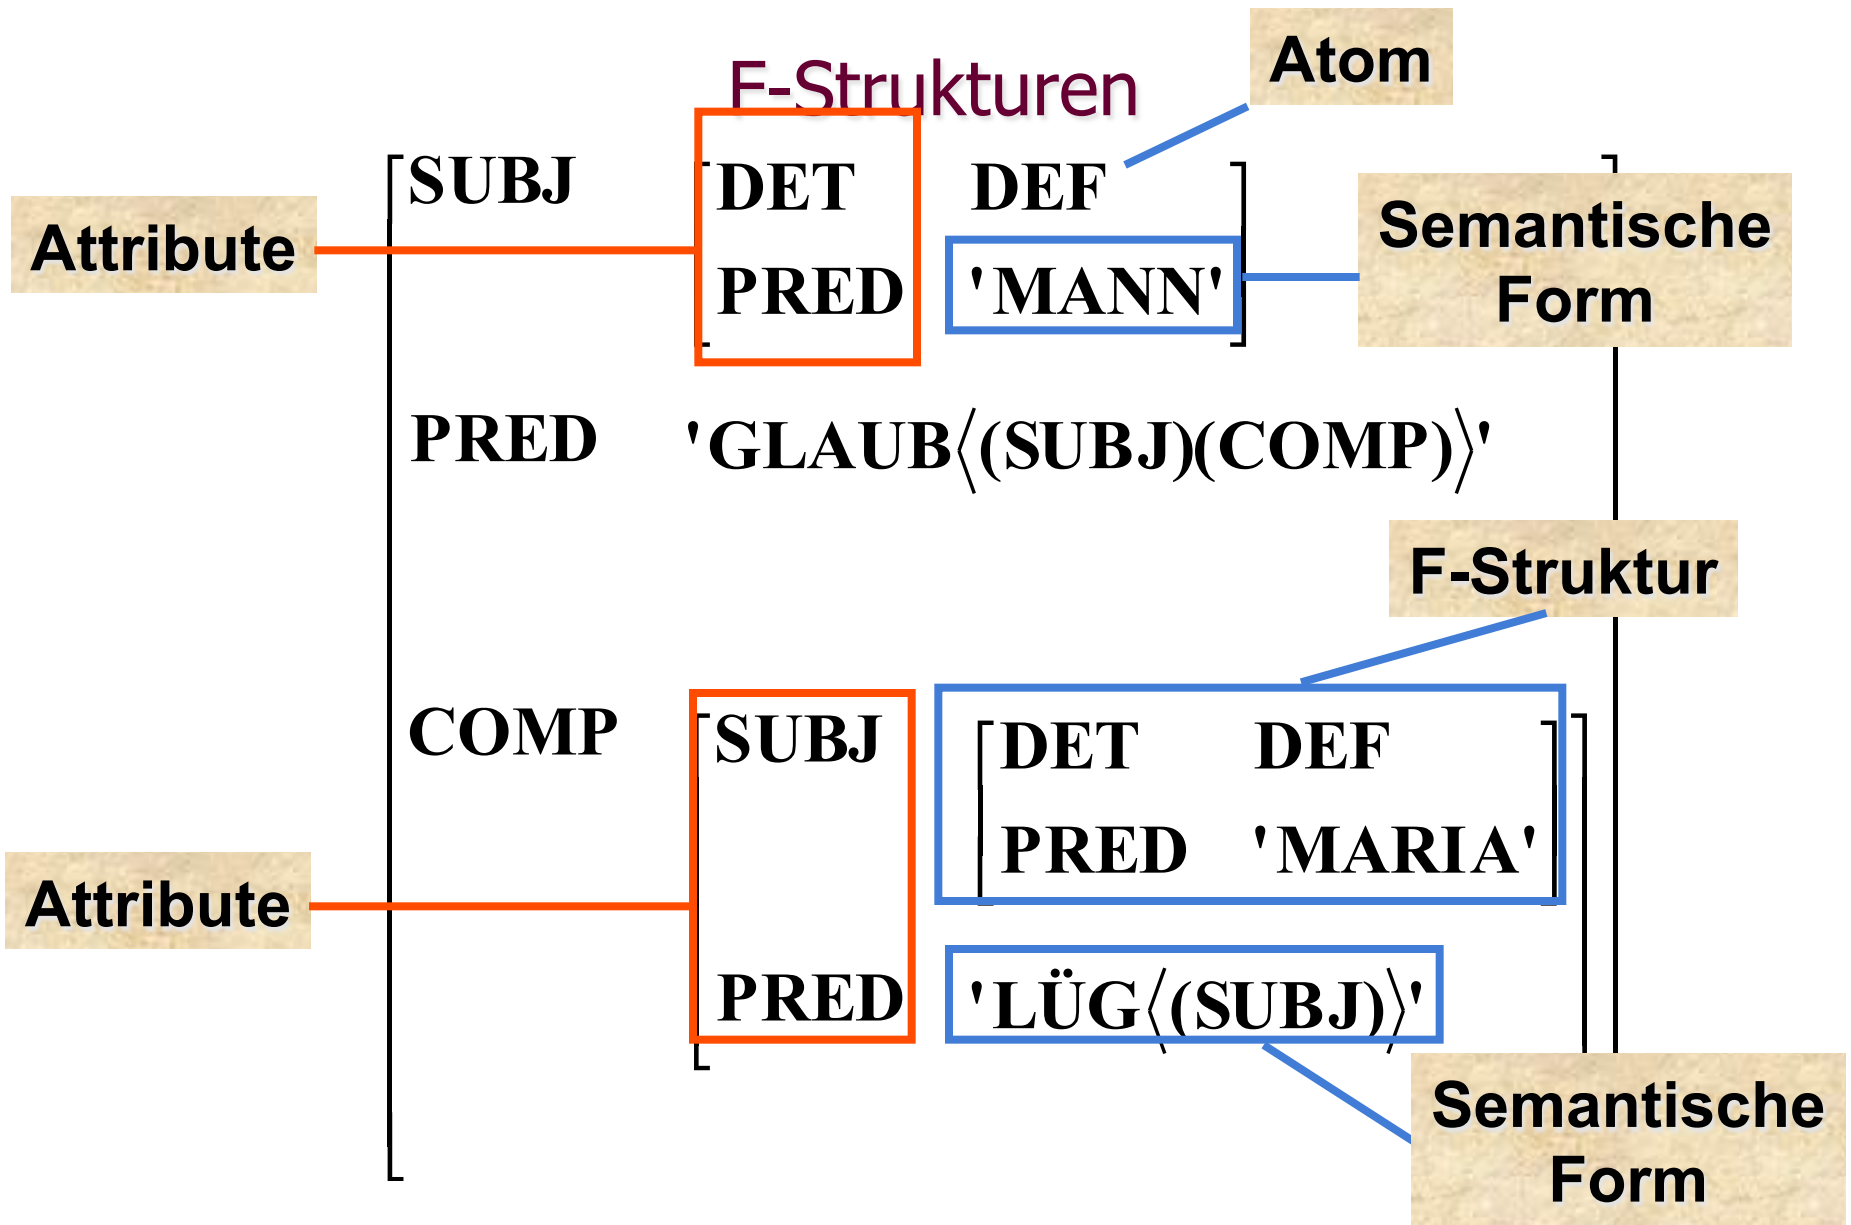 F-Strukturen
Atom
SUBJ DET DEF
Attribute
PRED 'MANN'
Semantische
Form
PRED 'GLAUB⟨(SUBJ)(COMP)⟩'
F-Struktur
COMP SUBJ DET DEF
PRED 'MARIA'
Attribute
PRED 'LÜG⟨(SUBJ)⟩'
Semantische
Form